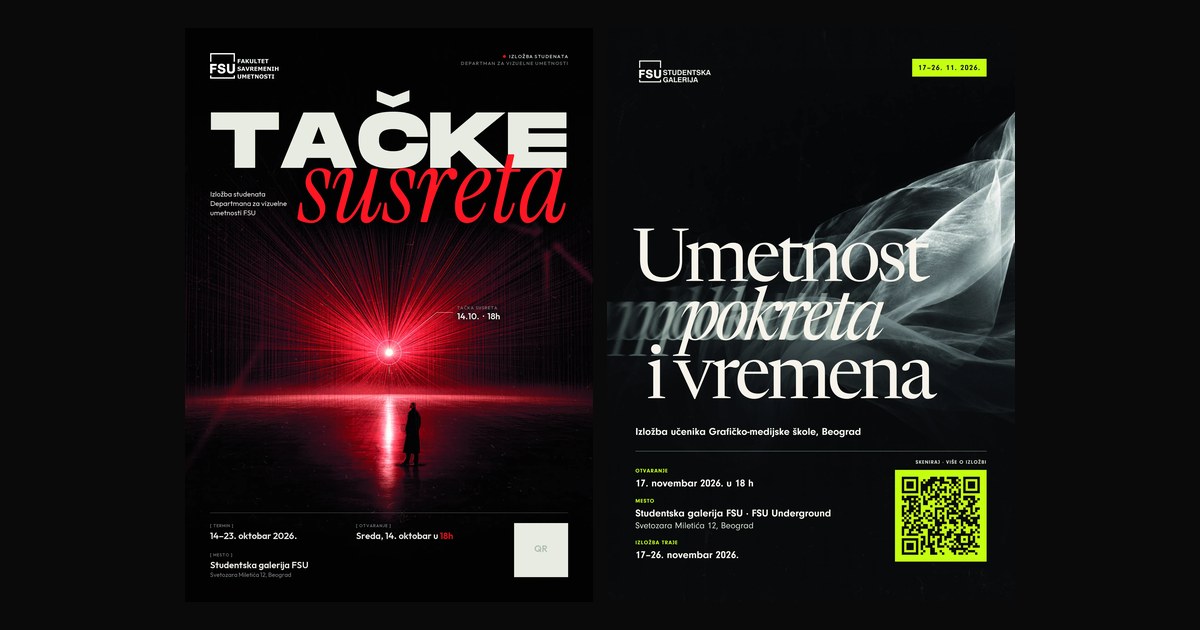 FSU FAKULTET
SAVREMENIH
UMETNOSTI
IZLOŽBA STUDENATA
DEPARTMAN ZA VIZUELNE UMETNOSTI
TAČKE
susreta
Izložba studenata
Departmana za vizuelne
umetnosti FSU
TAČKA SUSRETA
14.10. · 18h
[ TERMIN ]
14–23. oktobar 2026.
[ OTVARANJE ]
Sreda, 14. oktobar u 18h
[ MESTO ]
Studentska galerija FSU
Svetozara Miletića 12, Beograd
QR
FSU STUDENTSKA
GALERIJA
17–26. 11. 2026.
Umetnost
pokreta
i vremena
Izložba učenika Grafičko-medijske škole, Beograd
SKENIRAJ · VIŠE O IZLOŽBI
OTVARANJE
17. novembar 2026. u 18 h
MESTO
Studentska galerija FSU · FSU Underground
Svetozara Miletića 12, Beograd
IZLOŽBA TRAJE
17–26. novembar 2026.